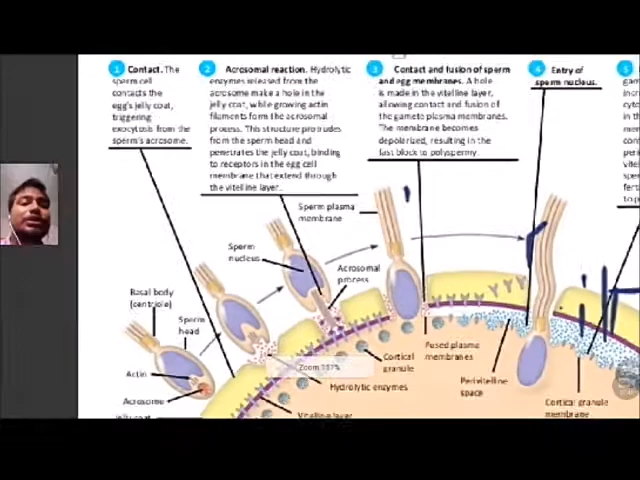 1 Contact. The
sperm cell
contacts the
egg's jelly coat,
triggering
exocytosis from the
sperm's acrosome.
2 Acrosomal reaction. Hydrolytic
enzymes released from the
acrosome make a hole in the
jelly coat, while growing actin
filaments form the acrosomal
process. This structure protrudes
from the sperm head and
penetrates the jelly coat, binding
to receptors in the egg cell
membrane that extend through
the vitelline layer.
3 Contact and fusion of sperm
and egg membranes. A hole
is made in the vitelline layer,
allowing contact and fusion of
the gamete plasma membranes.
The membrane becomes
depolarized, resulting in the
fast block to polyspermy.
4 Entry of
sperm nucleus.
5
Sperm plasma
membrane
Sperm
nucleus
Acrosomal
process
Basal body
(centriole)
Sperm
head
Actin
Acrosome
Jelly coat
Zoom
Hydrolytic enzymes
Vitelline layer
Cortical
granule
Fused plasma
membranes
Perivitelline
space
Cortical granule
membrane